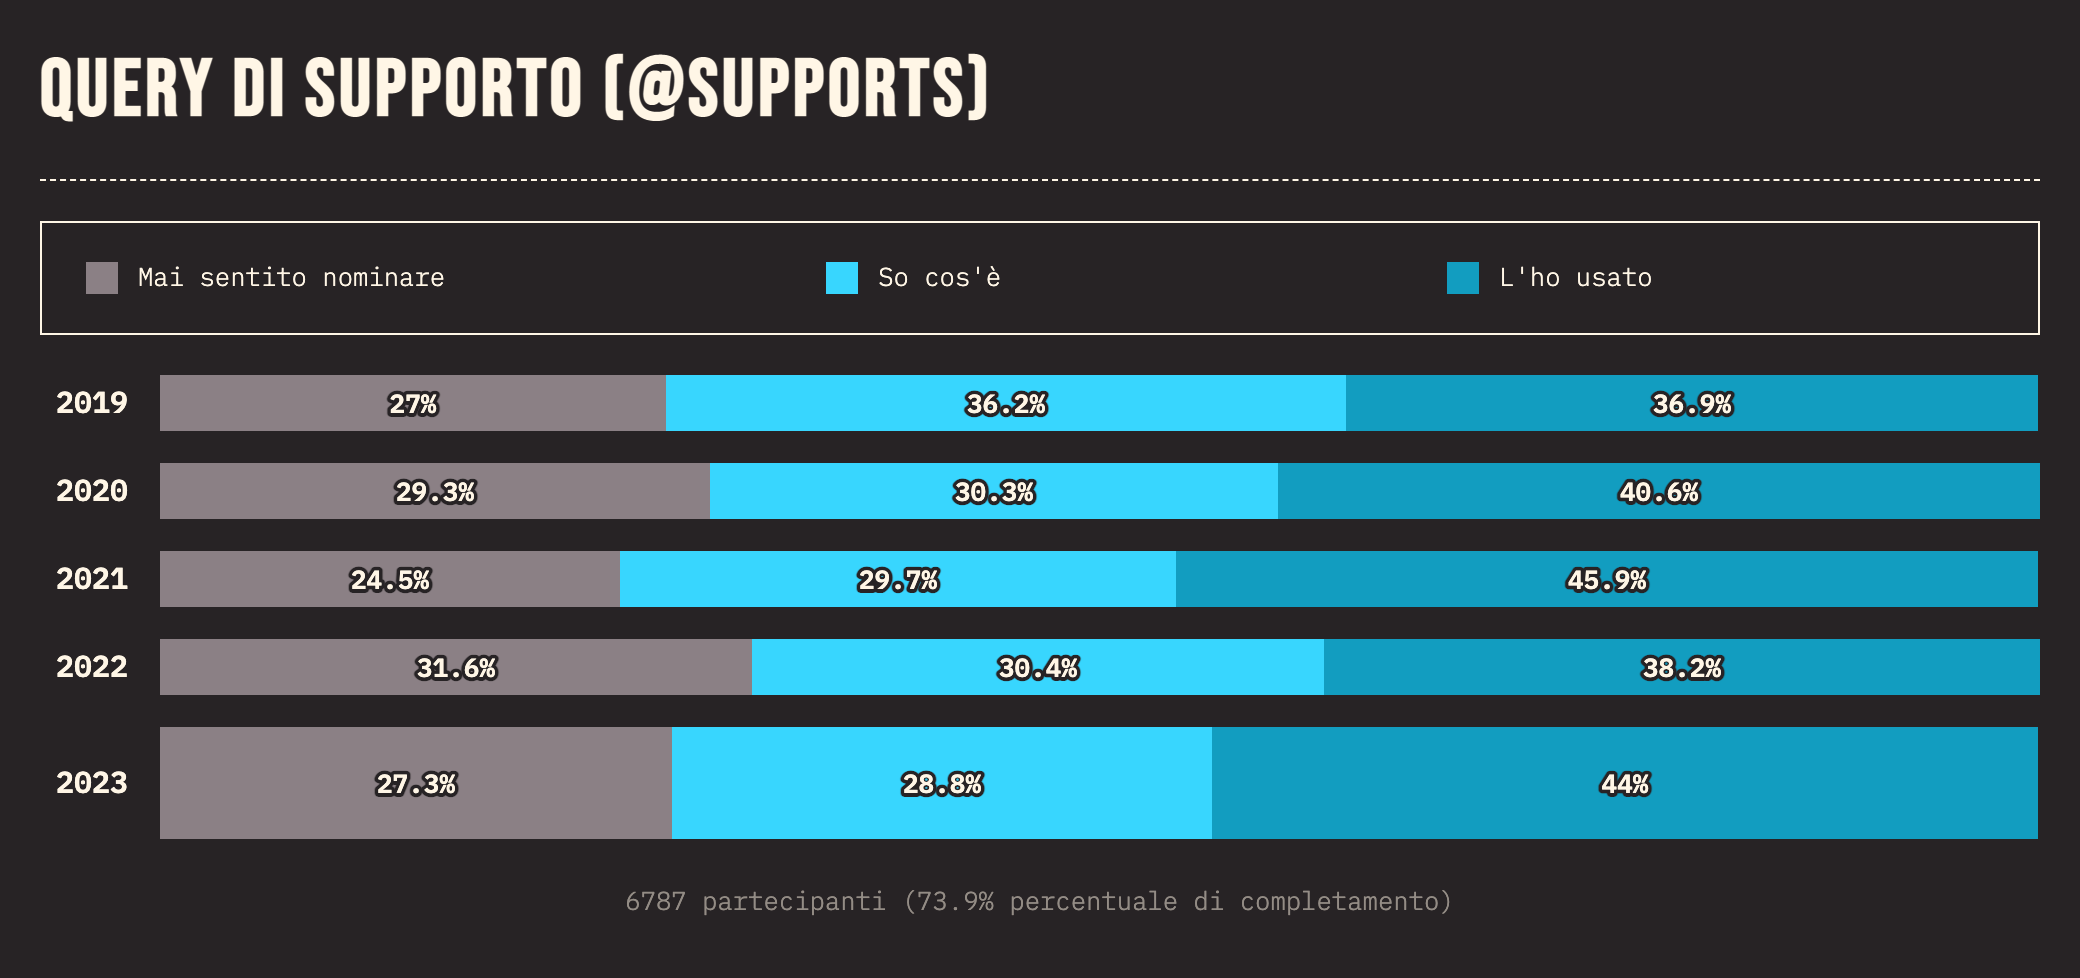 QUERY DI SUPPORTO (@SUPPORTS)
Mai sentito nominare So cos'è L'ho usato
2019 27% 36.2% 36.9%
2020 29.3% 30.3% 40.6%
2021 24.5% 29.7% 45.9%
2022 31.6% 30.4% 38.2%
2023 27.3% 28.8% 44%
6787 partecipanti (73.9% percentuale di completamento)